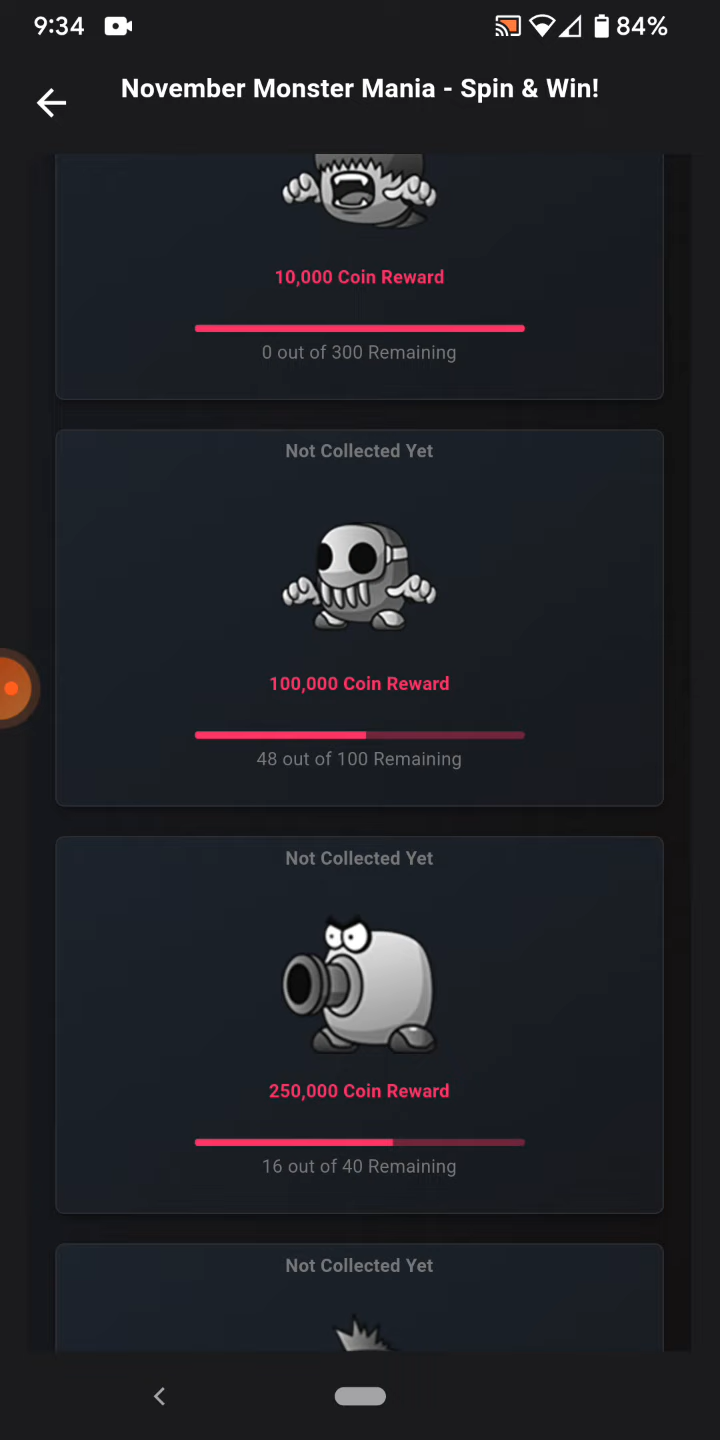 9:34
84%
November Monster Mania - Spin & Win!
10,000 Coin Reward
0 out of 300 Remaining
Not Collected Yet
100,000 Coin Reward
48 out of 100 Remaining
Not Collected Yet
250,000 Coin Reward
16 out of 40 Remaining
Not Collected Yet